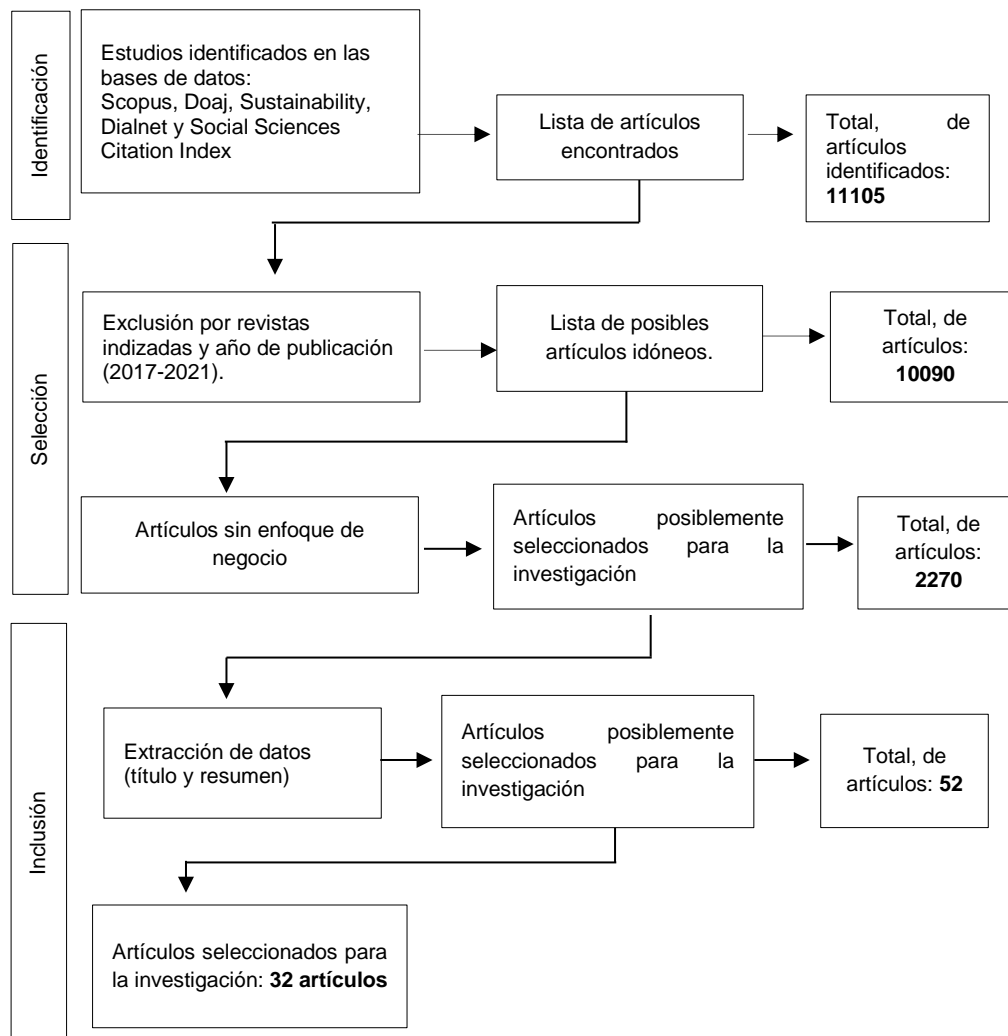 Identificación
Estudios identificados en las
bases de datos:
Scopus, Doaj, Sustainability,
Dialnet y Social Sciences
Citation Index
Lista de artículos
encontrados
Total, de
artículos
identificados:
11105
Selección
Exclusión por revistas
indizadas y año de publicación
(2017-2021).
Lista de posibles
artículos idóneos.
Total, de
artículos:
10090
Artículos sin enfoque de
negocio
Artículos posiblemente
seleccionados para la
investigación
Total, de
artículos:
2270
Inclusión
Extracción de datos
(título y resumen)
Artículos posiblemente
seleccionados para la
investigación
Total, de
artículos: 52
Artículos seleccionados para
la investigación: 32 artículos